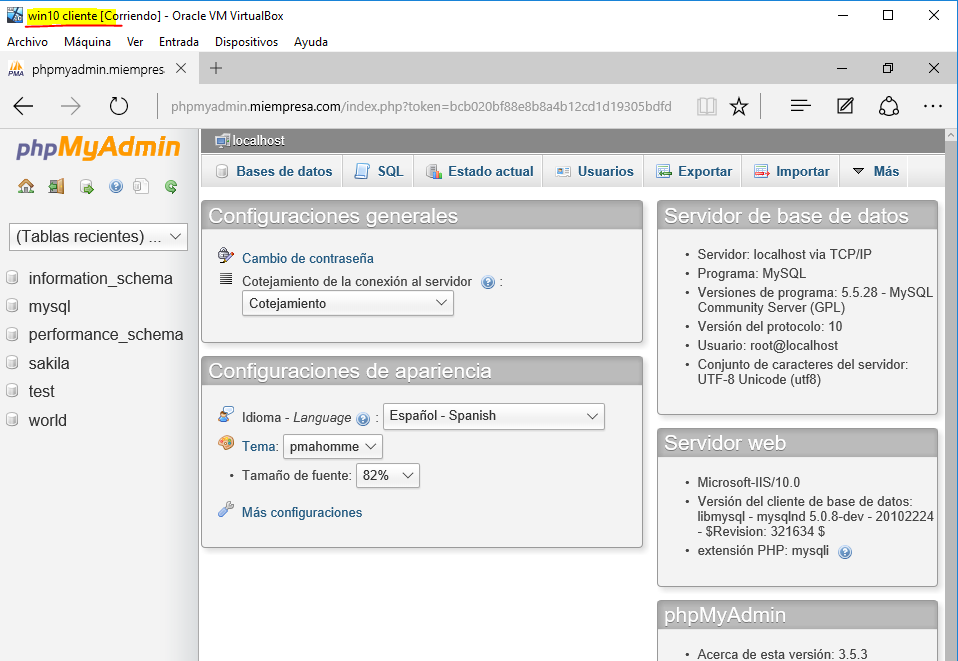 win10 cliente [Corriendo] - Oracle VM VirtualBox
Archivo Máquina Ver Entrada Dispositivos Ayuda
PMA phpmyadmin.miempres
phpmyadmin.miempresa.com/index.php?token=bcb020bf88e8b8a4b12cd1d19305bdfd
phpMyAdmin
(Tablas recientes) ...
information_schema
mysql
performance_schema
sakila
test
world
localhost
Bases de datos SQL Estado actual Usuarios Exportar Importar Más
Configuraciones generales
Cambio de contraseña
Cotejamiento de la conexión al servidor :
Cotejamiento
Configuraciones de apariencia
Idioma - Language : Español - Spanish
Tema: pmahomme
• Tamaño de fuente: 82%
Más configuraciones
Servidor de base de datos
• Servidor: localhost via TCP/IP
• Programa: MySQL
• Versiones de programa: 5.5.28 - MySQL
Community Server (GPL)
• Versión del protocolo: 10
• Usuario: root@localhost
• Conjunto de caracteres del servidor:
UTF-8 Unicode (utf8)
Servidor web
• Microsoft-IIS/10.0
• Versión del cliente de base de datos:
libmysql - mysqlnd 5.0.8-dev - 20102224
- $Revision: 321634 $
• extensión PHP: mysqli
phpMyAdmin
• Acerca de esta versión: 3.5.3